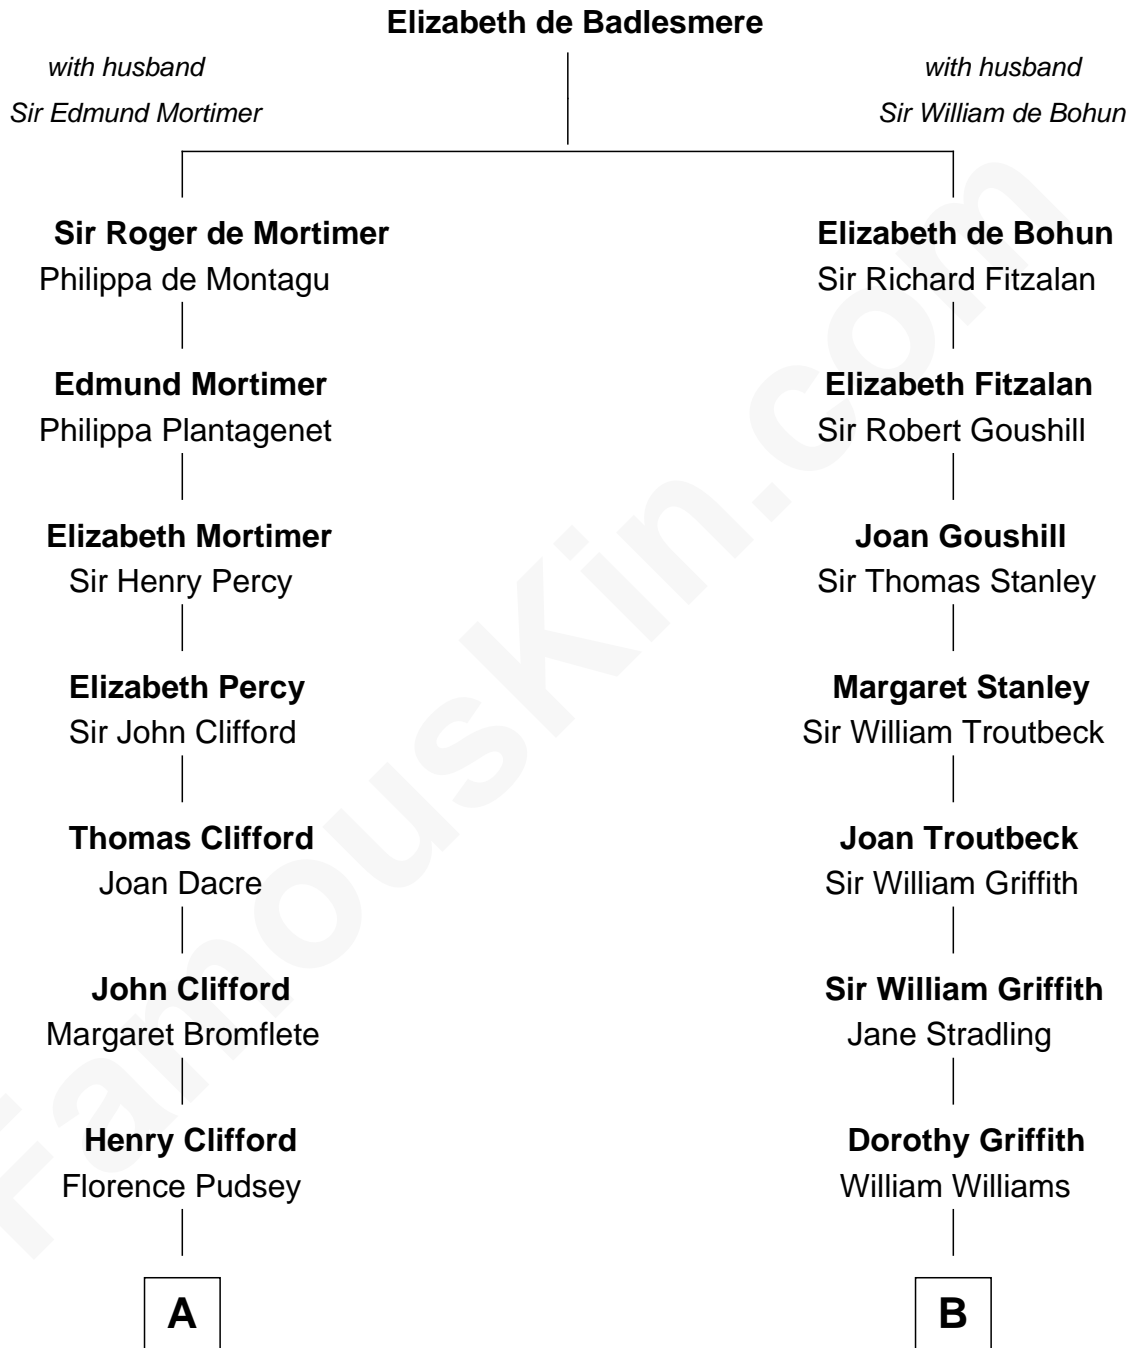 Elizabeth de Badlesmere
with husband
Sir Edmund Mortimer
with husband
Sir William de Bohun
Sir Roger de Mortimer
Philippa de Montagu
Elizabeth de Bohun
Sir Richard Fitzalan
Edmund Mortimer
Philippa Plantagenet
Elizabeth Fitzalan
Sir Robert Goushill
Elizabeth Mortimer
Sir Henry Percy
Joan Goushill
Sir Thomas Stanley
Elizabeth Percy
Sir John Clifford
Margaret Stanley
Sir William Troutbeck
Thomas Clifford
Joan Dacre
Joan Troutbeck
Sir William Griffith
John Clifford
Margaret Bromflete
Sir William Griffith
Jane Stradling
Henry Clifford
Florence Pudsey
Dorothy Griffith
William Williams
A
B
FamousKin.com